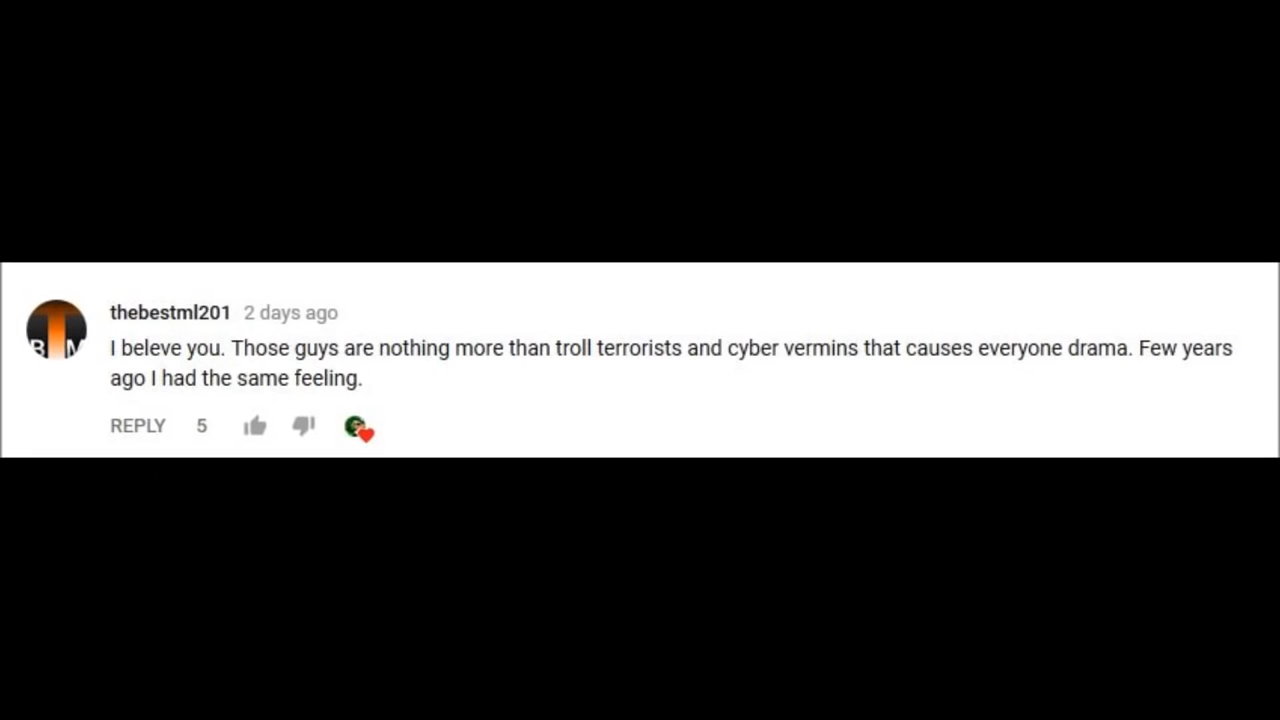 thebestml201 2 days ago
I beleve you. Those guys are nothing more than troll terrorists and cyber vermins that causes everyone drama. Few years
ago I had the same feeling.
REPLY 5
B T M